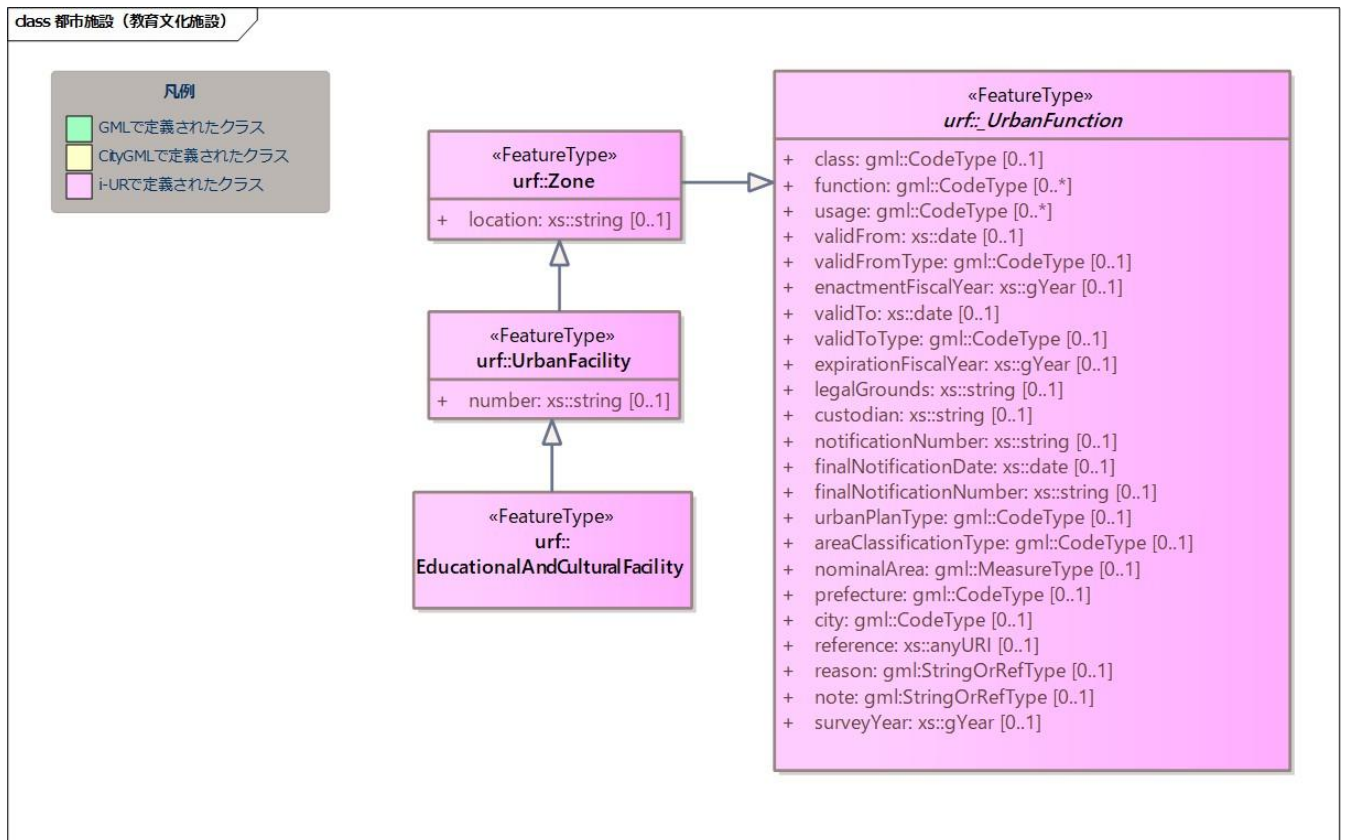 class 都市施設（教育文化施設）
凡例
GMLで定義されたクラス
CityGMLで定義されたクラス
i-URで定義されたクラス
«FeatureType»
urf::Zone
+ location: xs::string [0..1]
«FeatureType»
urf::UrbanFacility
+ number: xs::string [0..1]
«FeatureType»
urf::
EducationalAndCulturalFacility
«FeatureType»
urf::_UrbanFunction
+ class: gml::CodeType [0..1]
+ function: gml::CodeType [0..*]
+ usage: gml::CodeType [0..*]
+ validFrom: xs::date [0..1]
+ validFromType: gml::CodeType [0..1]
+ enactmentFiscalYear: xs::gYear [0..1]
+ validTo: xs::date [0..1]
+ validToType: gml::CodeType [0..1]
+ expirationFiscalYear: xs::gYear [0..1]
+ legalGrounds: xs::string [0..1]
+ custodian: xs::string [0..1]
+ notificationNumber: xs::string [0..1]
+ finalNotificationDate: xs::date [0..1]
+ finalNotificationNumber: xs::string [0..1]
+ urbanPlanType: gml::CodeType [0..1]
+ areaClassificationType: gml::CodeType [0..1]
+ nominalArea: gml::MeasureType [0..1]
+ prefecture: gml::CodeType [0..1]
+ city: gml::CodeType [0..1]
+ reference: xs::anyURI [0..1]
+ reason: gml:StringOrRefType [0..1]
+ note: gml:StringOrRefType [0..1]
+ surveyYear: xs::gYear [0..1]